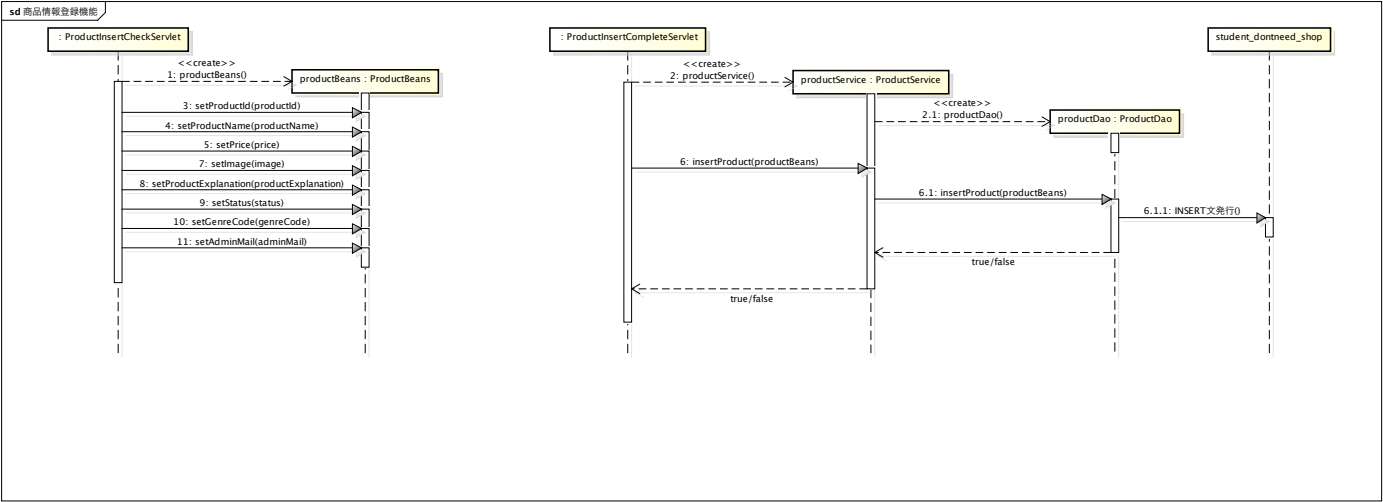 sd 商品情報登録機能
: ProductInsertCheckServlet
: ProductInsertCompleteServlet
student_dontneed_shop
<<create>>
1: productBeans()
productBeans : ProductBeans
<<create>>
2: productService()
productService : ProductService
<<create>>
2.1: productDao()
productDao : ProductDao
3: setProductId(productId)
4: setProductName(productName)
5: setPrice(price)
6: insertProduct(productBeans)
7: setImage(image)
8: setProductExplanation(productExplanation)
6.1: insertProduct(productBeans)
9: setStatus(status)
6.1.1: INSERT文発行()
10: setGenreCode(genreCode)
11: setAdminMail(adminMail)
true/false
true/false